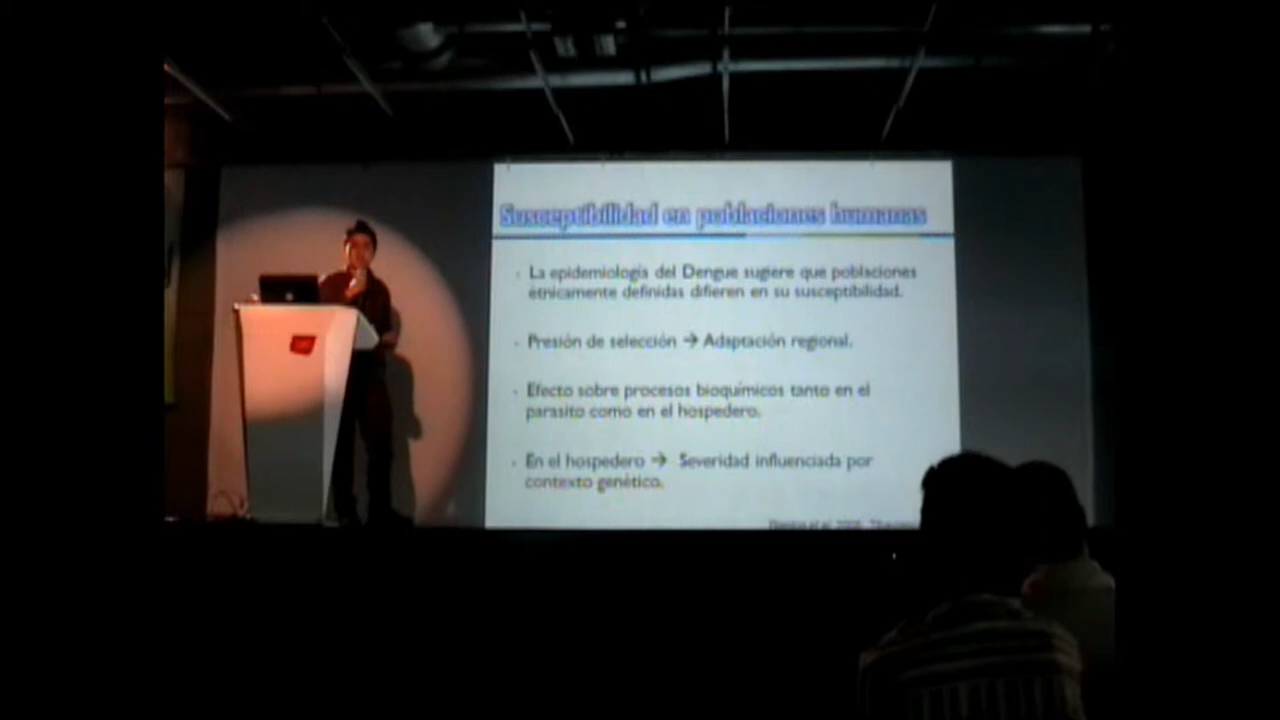 Susceptibilidad en poblaciones humanas
La epidemiología del Dengue sugiere que poblaciones
étnicamente definidas difieren en su susceptibilidad.
Presión de selección → Adaptación regional.
Efecto sobre procesos bioquímicos tanto en el
parasito como en el hospedero.
En el hospedero → Severidad influenciada por
contexto genético.